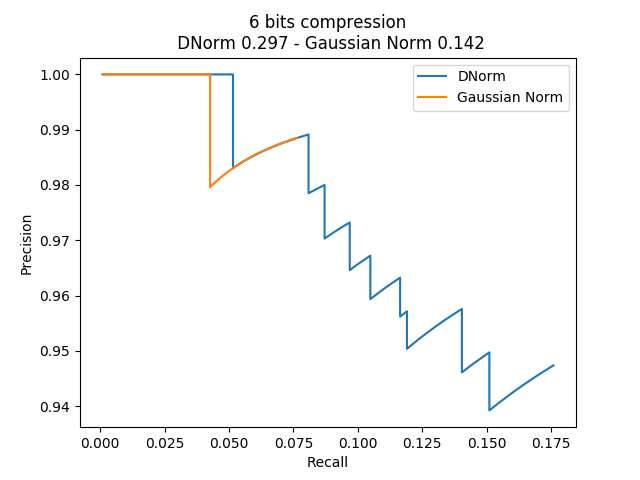 6 bits compression
DNorm 0.297 - Gaussian Norm 0.142
DNorm
Gaussian Norm
1.00
0.99
0.98
0.97
0.96
0.95
0.94
Precision
0.000
0.025
0.050
0.075
0.100
0.125
0.150
0.175
Recall